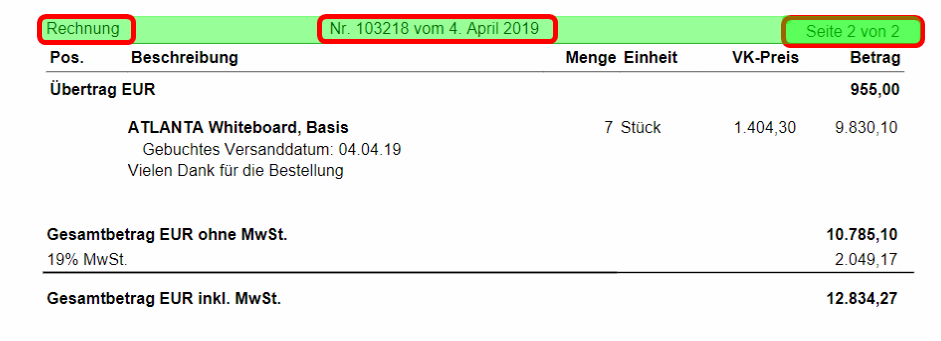 Rechnung Nr. 103218 vom 4. April 2019 Seite 2 von 2
Pos. Beschreibung Menge Einheit VK-Preis Betrag
Übertrag EUR 955,00
ATLANTA Whiteboard, Basis 7 Stück 1.404,30 9.830,10
Gebuchtes Versanddatum: 04.04.19
Vielen Dank für die Bestellung
Gesamtbetrag EUR ohne MwSt. 10.785,10
19% MwSt. 2.049,17
Gesamtbetrag EUR inkl. MwSt. 12.834,27